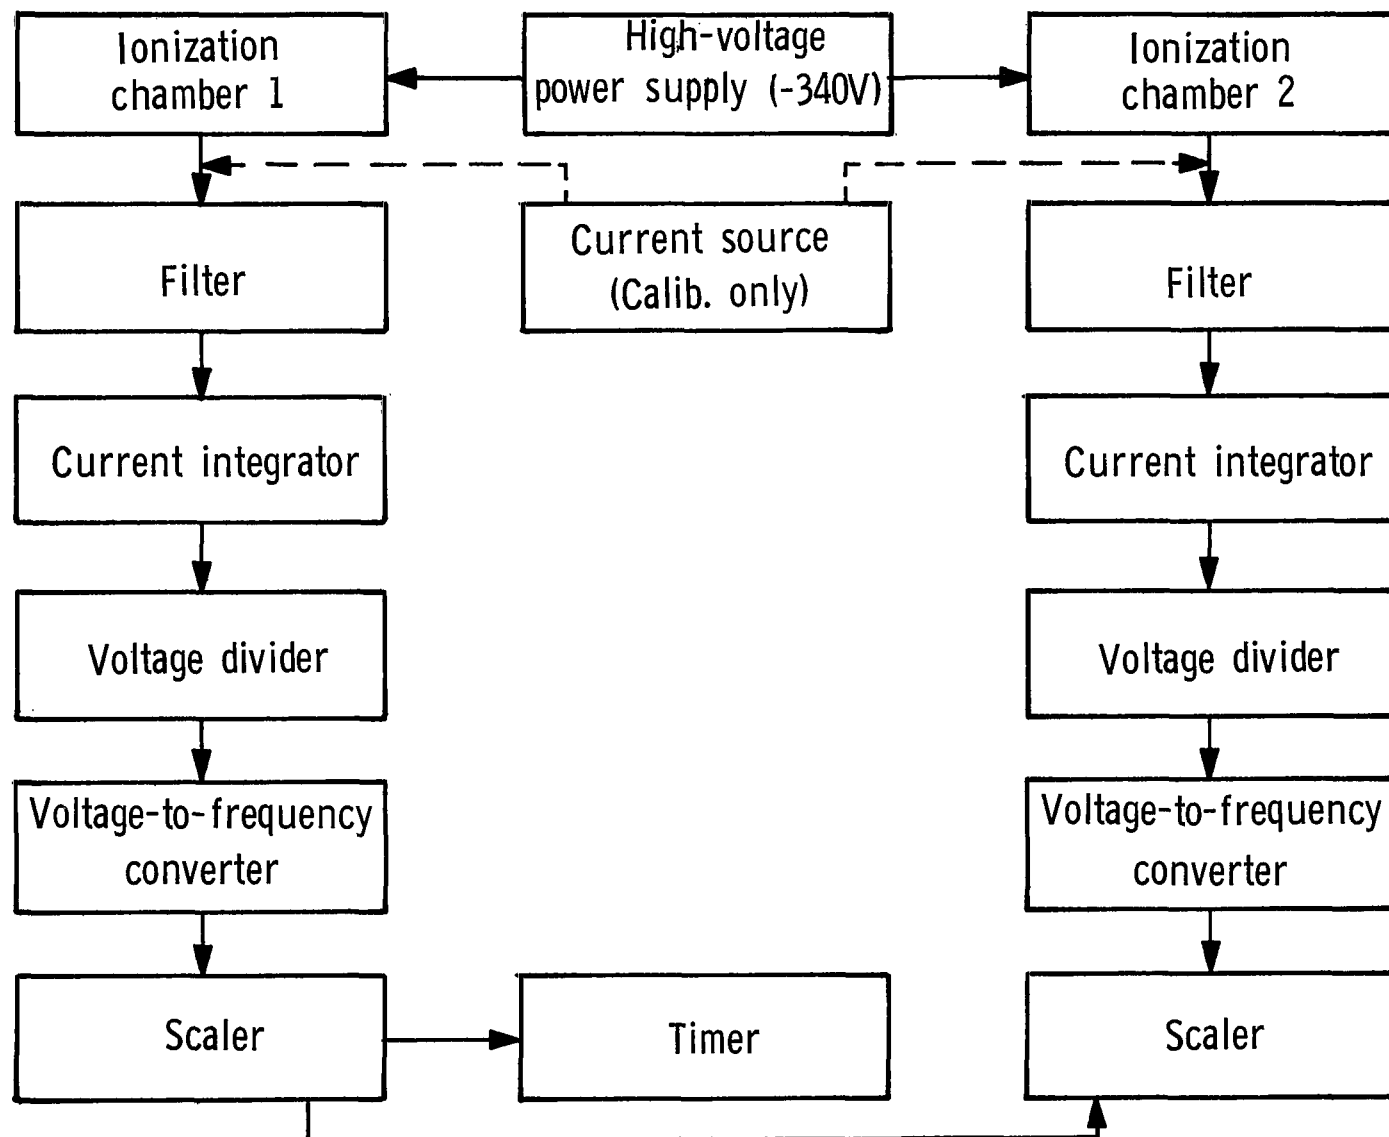 Ionization
chamber 1
High-voltage
power supply (-340V)
Ionization
chamber 2
Filter
Current source
(Calib. only)
Filter
Current integrator
Current integrator
Voltage divider
Voltage divider
Voltage-to-frequency
converter
Voltage-to-frequency
converter
Scaler
Timer
Scaler